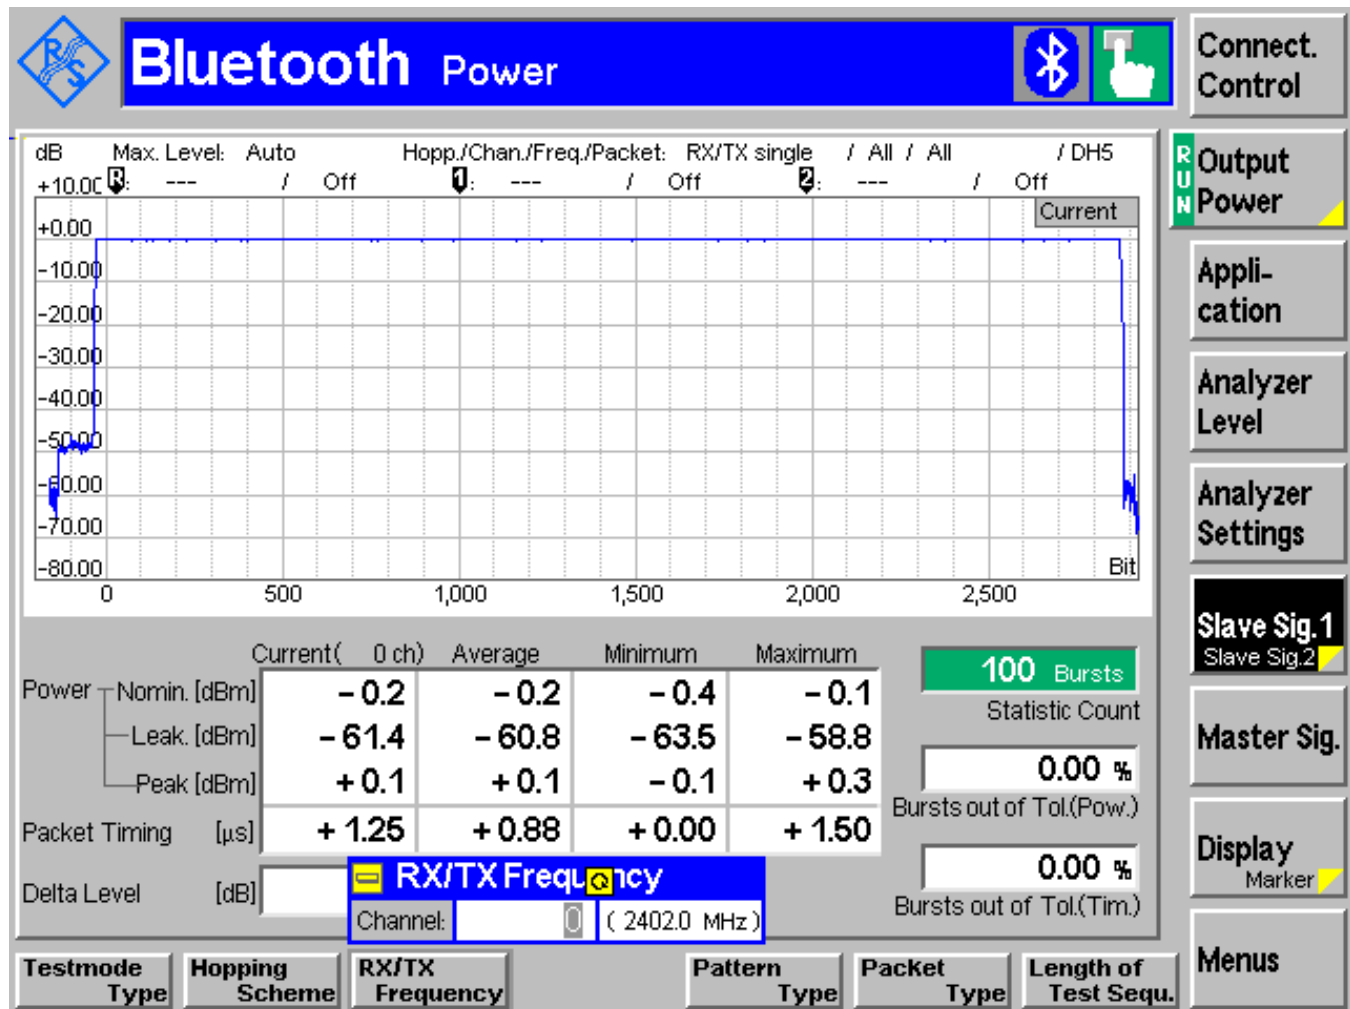 R&S Bluetooth Power
Connect. Control
dB Max. Level: Auto Hopp./Chan./Freq./Packet: RX/TX single / All / All / DH5
+10.00 R: --- / Off 1: --- / Off 2: --- / Off
RUN Output Power
Current
+0.00
-10.00
Appli-cation
-20.00
-30.00
-40.00
Analyzer Level
-50.00
-60.00
-70.00
Analyzer Settings
-80.00 Bit
0 500 1,000 1,500 2,000 2,500
Slave Sig.1
Slave Sig.2
Current( 0 ch) Average Minimum Maximum
100 Bursts
Statistic Count
Power Nomin. [dBm] -0.2 -0.2 -0.4 -0.1
Leak. [dBm] -61.4 -60.8 -63.5 -58.8
Master Sig.
Peak [dBm] +0.1 +0.1 -0.1 +0.3
0.00 %
Bursts out of Tol.(Pow.)
Packet Timing [µs] +1.25 +0.88 +0.00 +1.50
Display
Marker
0.00 %
Bursts out of Tol.(Tim.)
Delta Level [dB]
RX/TX Frequency
Channel: 0 ( 2402.0 MHz )
Testmode Type
Hopping Scheme
RX/TX Frequency
Pattern Type
Packet Type
Length of Test Sequ.
Menus